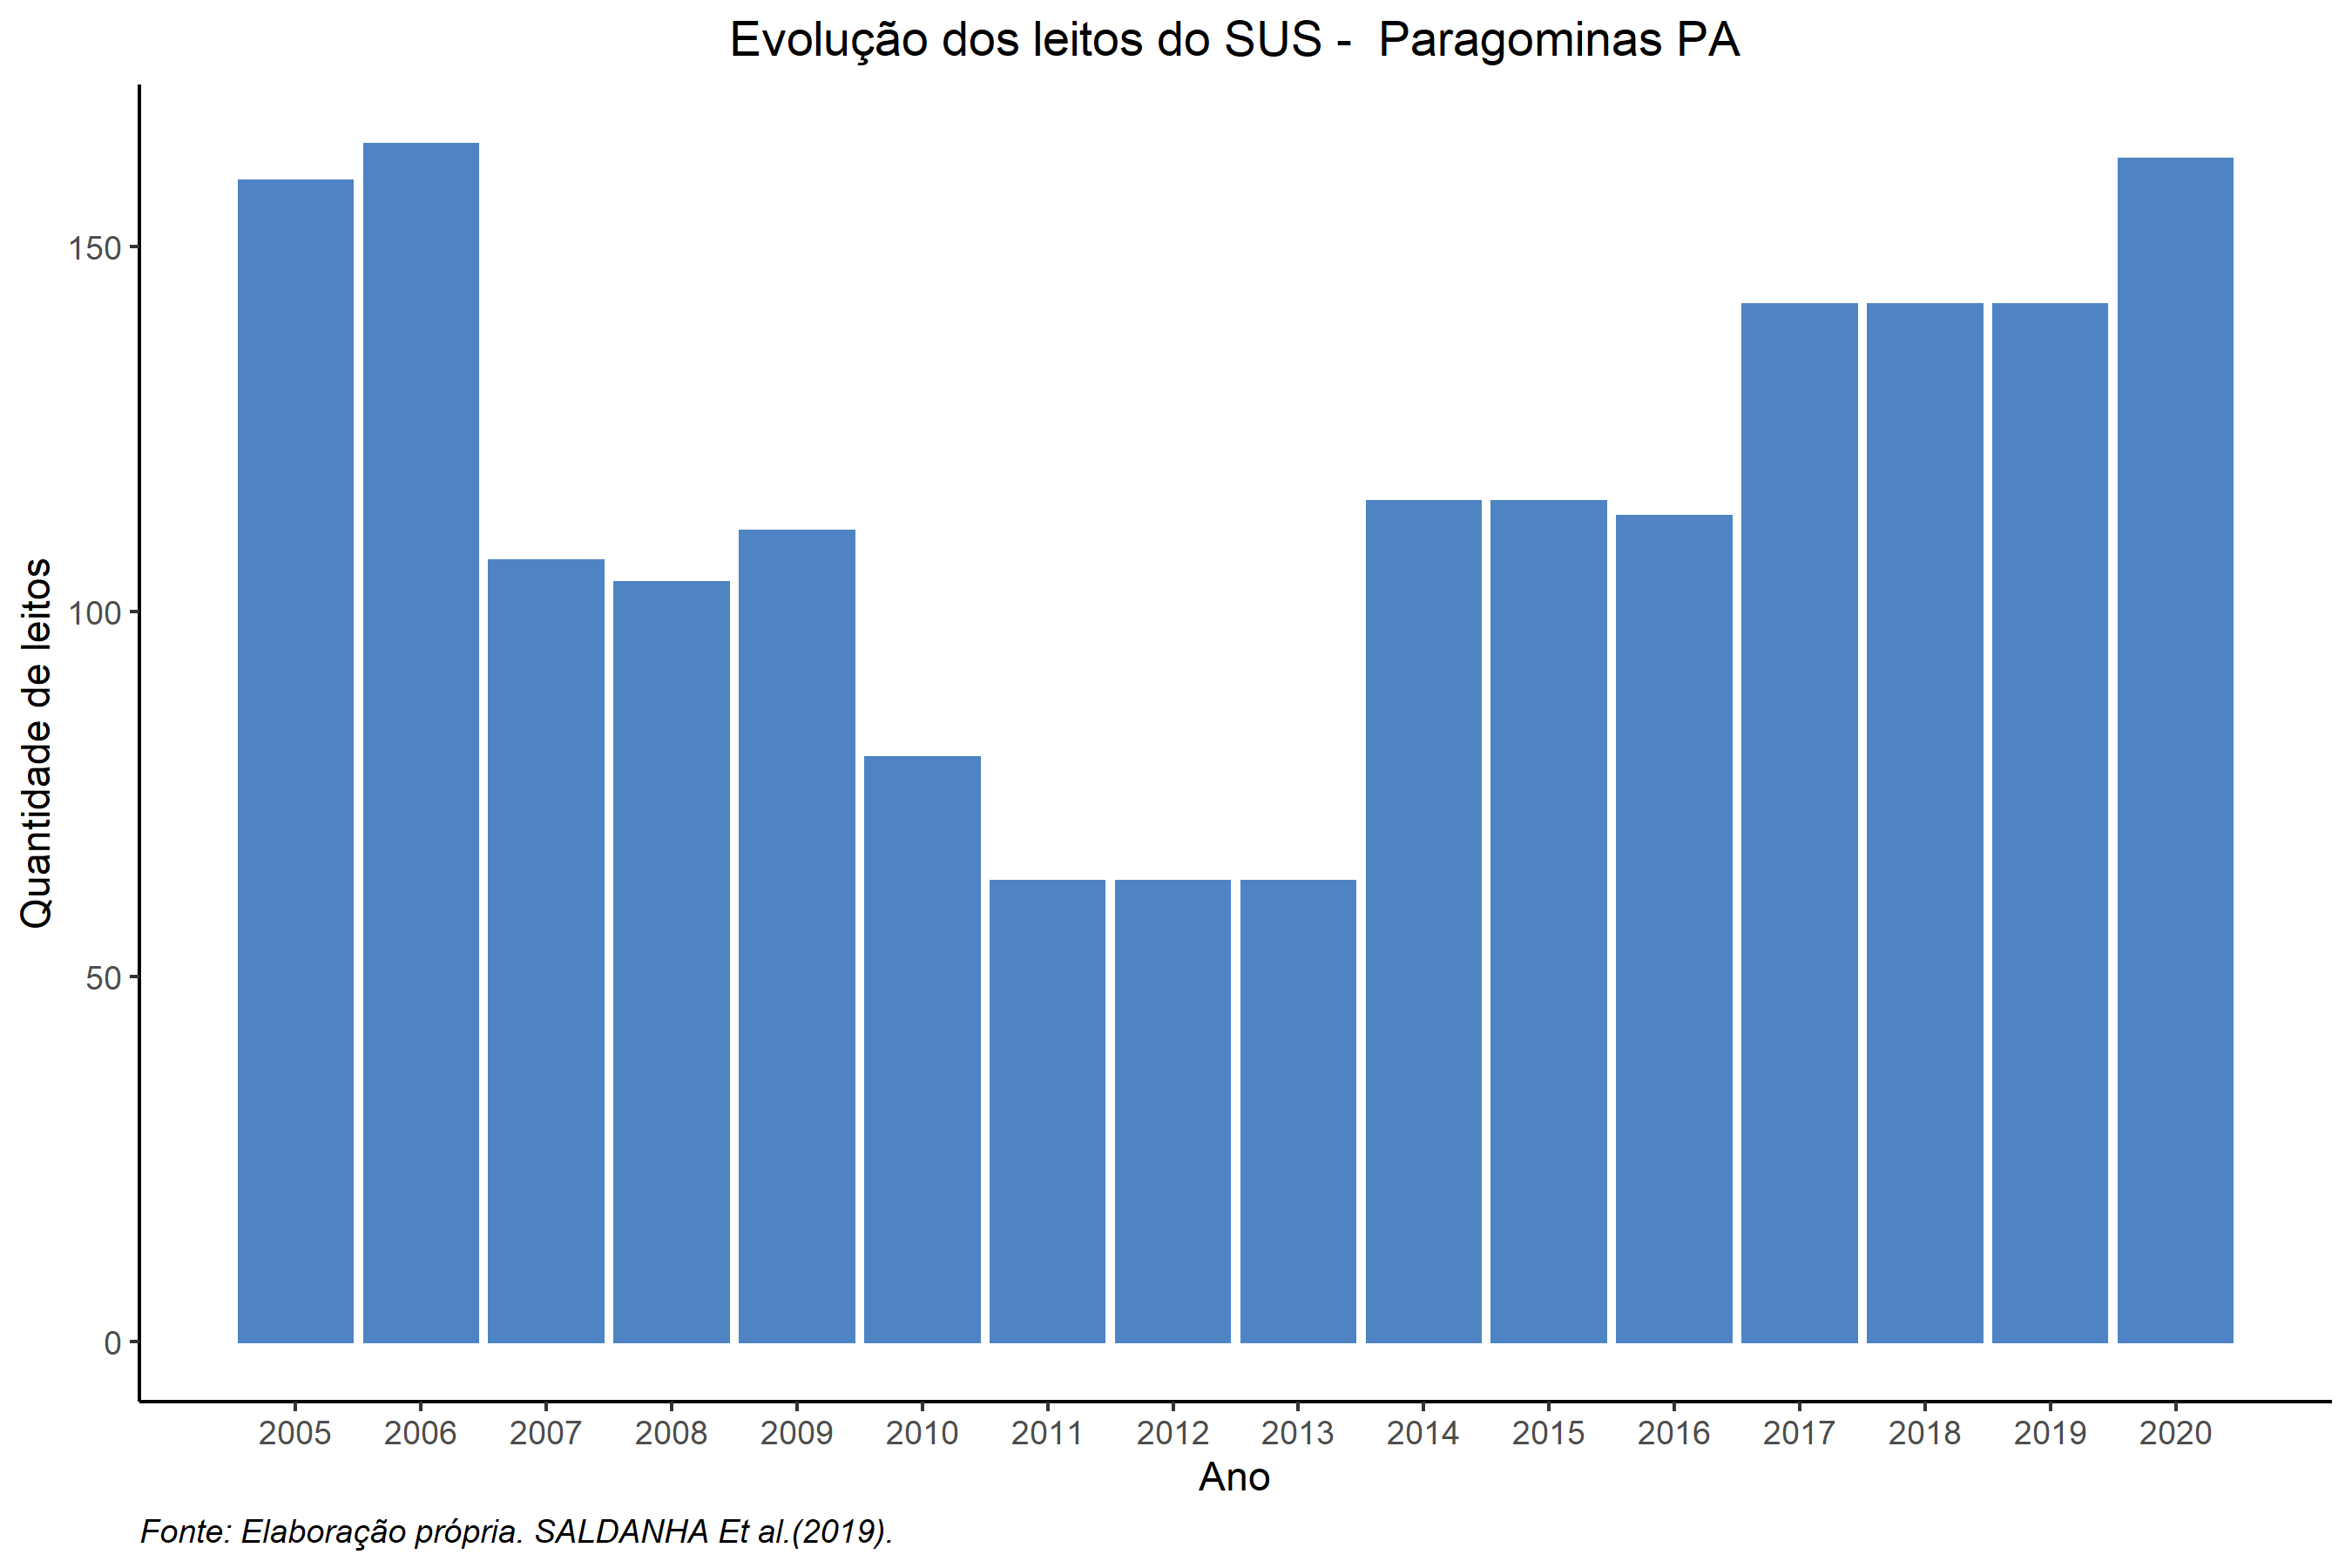 Evolução dos leitos do SUS -  Paragominas PA
Quantidade de leitos
150
100
50
0
2005 2006 2007 2008 2009 2010 2011 2012 2013 2014 2015 2016 2017 2018 2019 2020
Ano
Fonte: Elaboração própria. SALDANHA Et al.(2019).